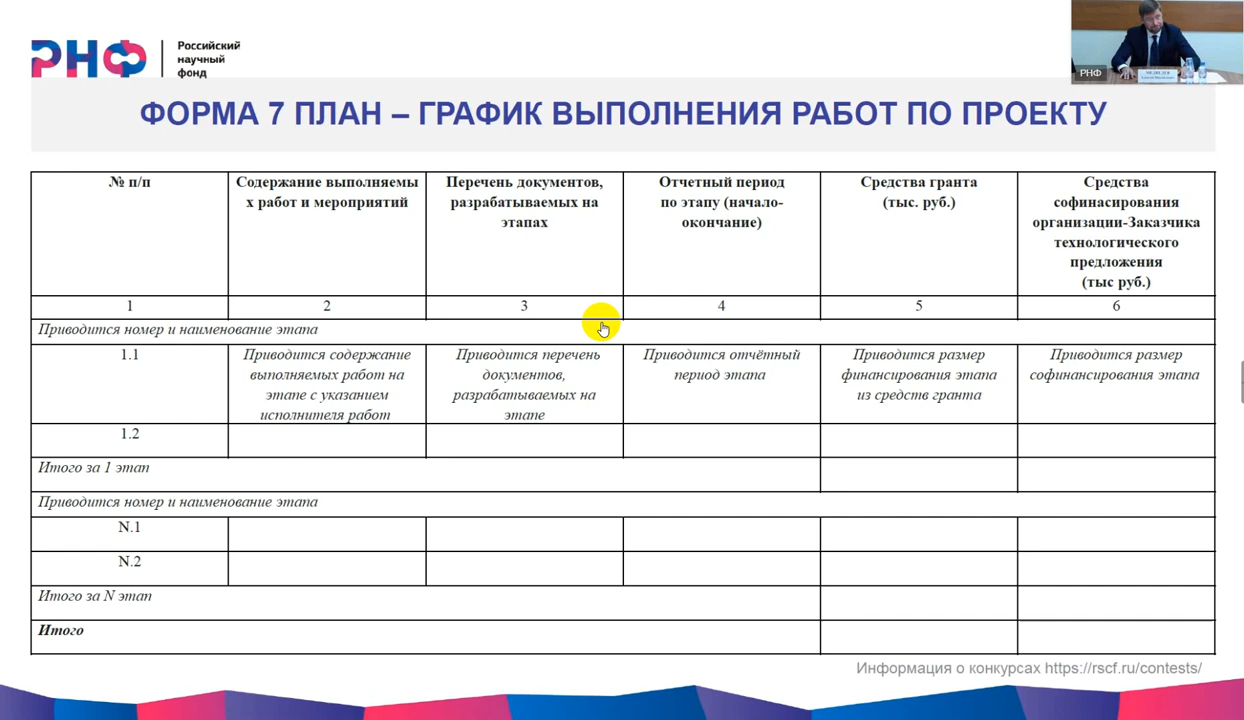 РНФ
Российский
научный
фонд
РНФ
ФОРМА 7 ПЛАН – ГРАФИК ВЫПОЛНЕНИЯ РАБОТ ПО ПРОЕКТУ
№ п/п
Содержание выполняемы
х работ и мероприятий
Перечень документов,
разрабатываемых на
этапах
Отчетный период
по этапу (начало-
окончание)
Средства гранта
(тыс. руб.)
Средства
софинасирования
организации-Заказчика
технологического
предложения
(тыс руб.)
1
2
3
4
5
6
Приводится номер и наименование этапа
1.1
Приводится содержание
выполняемых работ на
этапе с указанием
исполнителя работ
Приводится перечень
документов,
разрабатываемых на
этапе
Приводится отчётный
период этапа
Приводится размер
финансирования этапа
из средств гранта
Приводится размер
софинансирования этапа
1.2
Итого за 1 этап
Приводится номер и наименование этапа
N.1
N.2
Итого за N этап
Итого
Информация о конкурсах https://rscf.ru/contests/